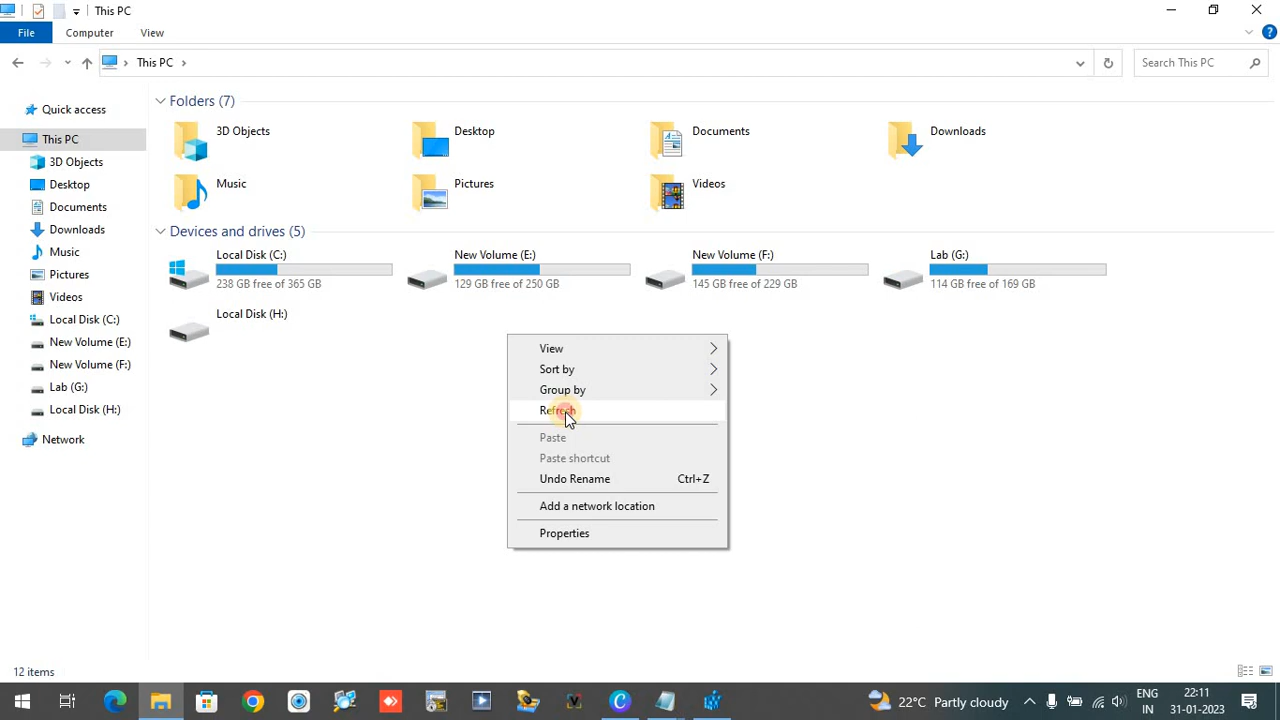 This PC
File
Computer
View
This PC
Search This PC
Quick access
This PC
3D Objects
Desktop
Documents
Downloads
Music
Pictures
Videos
Local Disk (C:)
New Volume (E:)
New Volume (F:)
Lab (G:)
Local Disk (H:)
Network
Folders (7)
3D Objects
Desktop
Documents
Downloads
Music
Pictures
Videos
Devices and drives (5)
Local Disk (C:)
238 GB free of 365 GB
New Volume (E:)
129 GB free of 250 GB
New Volume (F:)
145 GB free of 229 GB
Lab (G:)
114 GB free of 169 GB
Local Disk (H:)
View
Sort by
Group by
Refresh
Paste
Paste shortcut
Undo Rename Ctrl+Z
Add a network location
Properties
12 items
22°C Partly cloudy
ENG
IN
22:11
31-01-2023